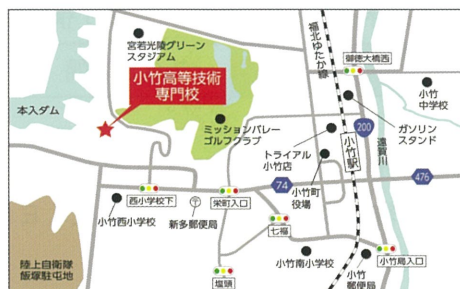 宮若光陵グリーン
スタジアム
小竹高等技術
専門校
本入ダム
ミッションバレー
ゴルフクラブ
福北ゆたか線
御徳大橋西
小竹
中学校
200
ガソリン
スタンド
遠賀川
トライアル
小竹店
小竹駅
小竹町
役場
74
476
西小学校下
栄町入口
小竹西小学校
新多郵便局
七福
陸上自衛隊
飯塚駐屯地
塩頭
小竹南小学校
小竹
郵便局
小竹局入口